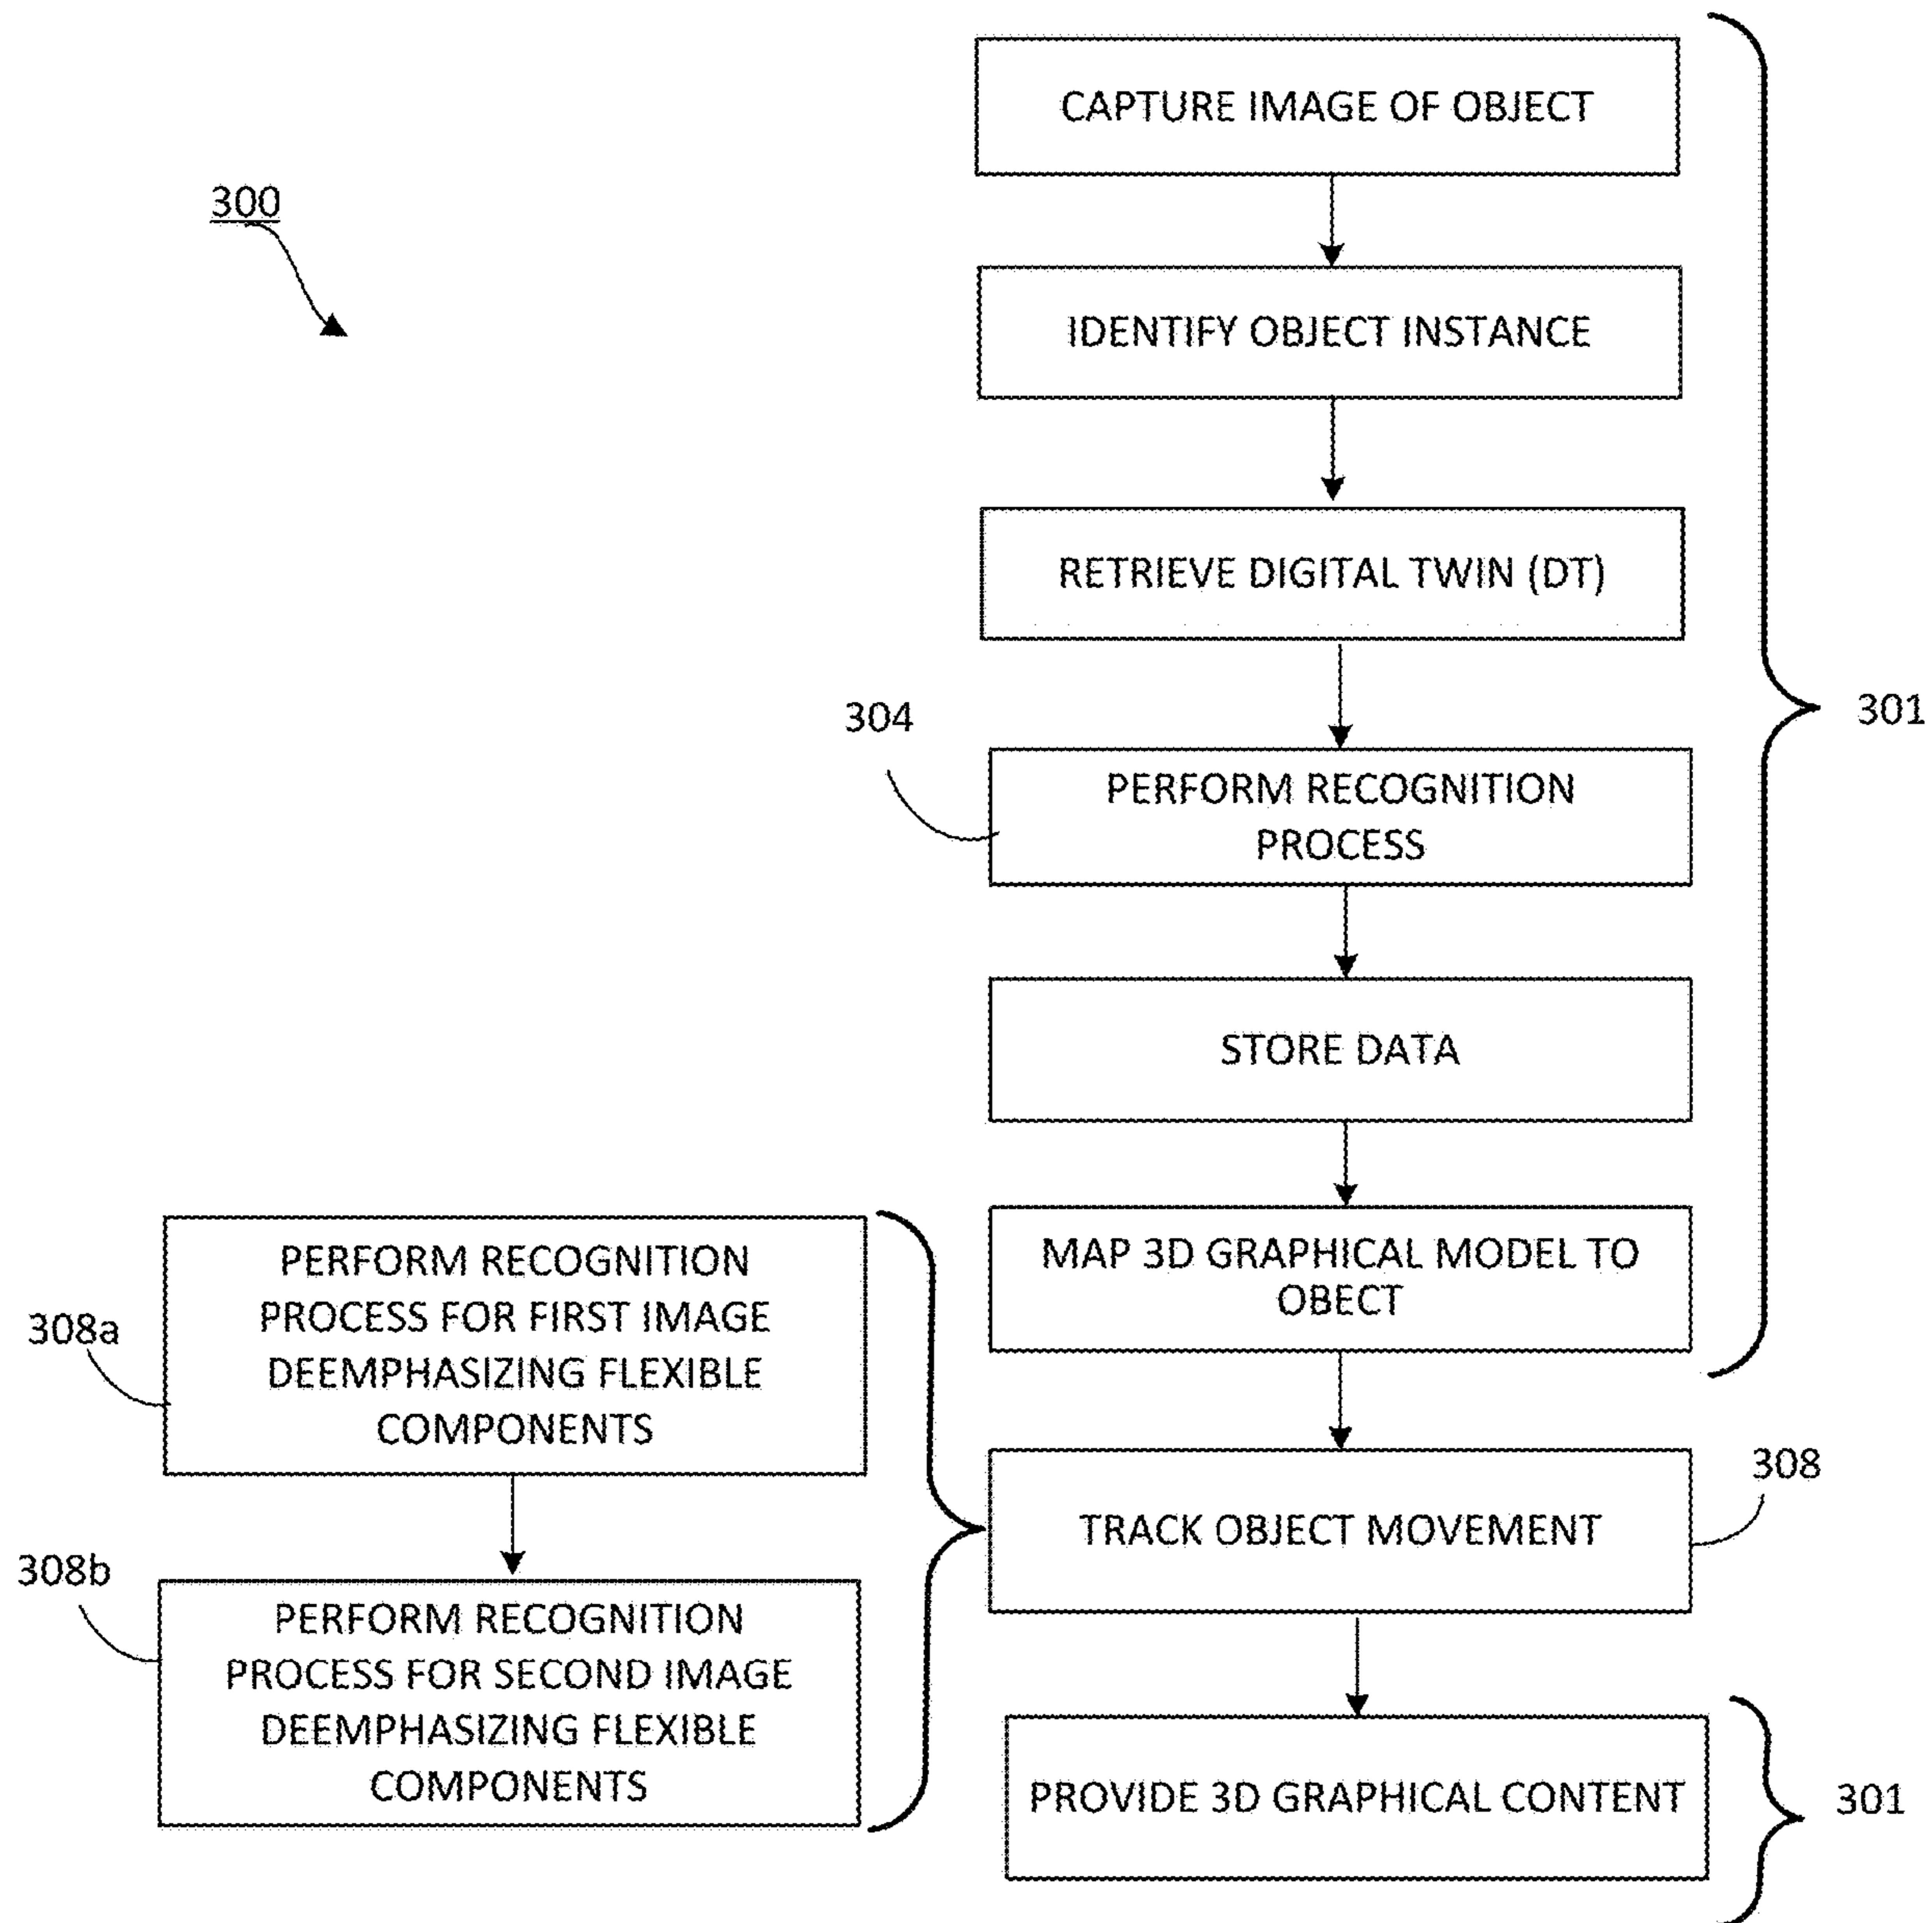 300
CAPTURE IMAGE OF OBJECT
IDENTIFY OBJECT INSTANCE
RETRIEVE DIGITAL TWIN (DT)
301
304
PERFORM RECOGNITION
PROCESS
STORE DATA
MAP 3D GRAPHICAL MODEL TO
OBECT
308a
PERFORM RECOGNITION
PROCESS FOR FIRST IMAGE
DEEMPHASIZING FLEXIBLE
COMPONENTS
308
TRACK OBJECT MOVEMENT
308b
PERFORM RECOGNITION
PROCESS FOR SECOND IMAGE
DEEMPHASIZING FLEXIBLE
COMPONENTS
PROVIDE 3D GRAPHICAL CONTENT
301